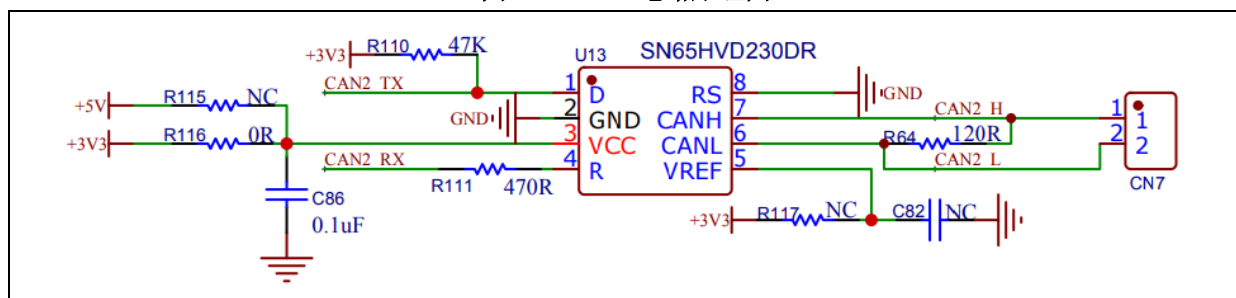 +3V3 R110 47K
U13 SN65HVD230DR
CAN2_TX
+5V R115 NC
+3V3 R116 0R
GND
CAN2_RX
R111 470R
C86
0.1uF
1 D
2 GND
3 VCC
4 R
RS 8
CANH 7
CANL 6
VREF 5
GND
CAN2_H
R64 120R
CAN2_L
1 1
2 2
CN7
+3V3 R117 NC
C82 NC